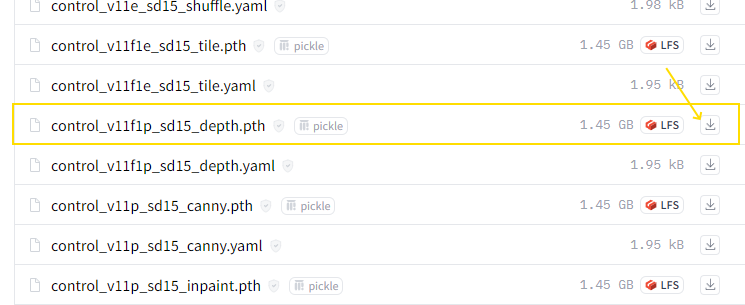 control_v11e_sd15_shuffle.yaml 1.98 kB
control_v11f1e_sd15_tile.pth pickle 1.45 GB LFS
control_v11f1e_sd15_tile.yaml 1.95 kB
control_v11f1p_sd15_depth.pth pickle 1.45 GB LFS
control_v11f1p_sd15_depth.yaml 1.95 kB
control_v11p_sd15_canny.pth pickle 1.45 GB LFS
control_v11p_sd15_canny.yaml 1.95 kB
control_v11p_sd15_inpaint.pth pickle 1.45 GB LFS